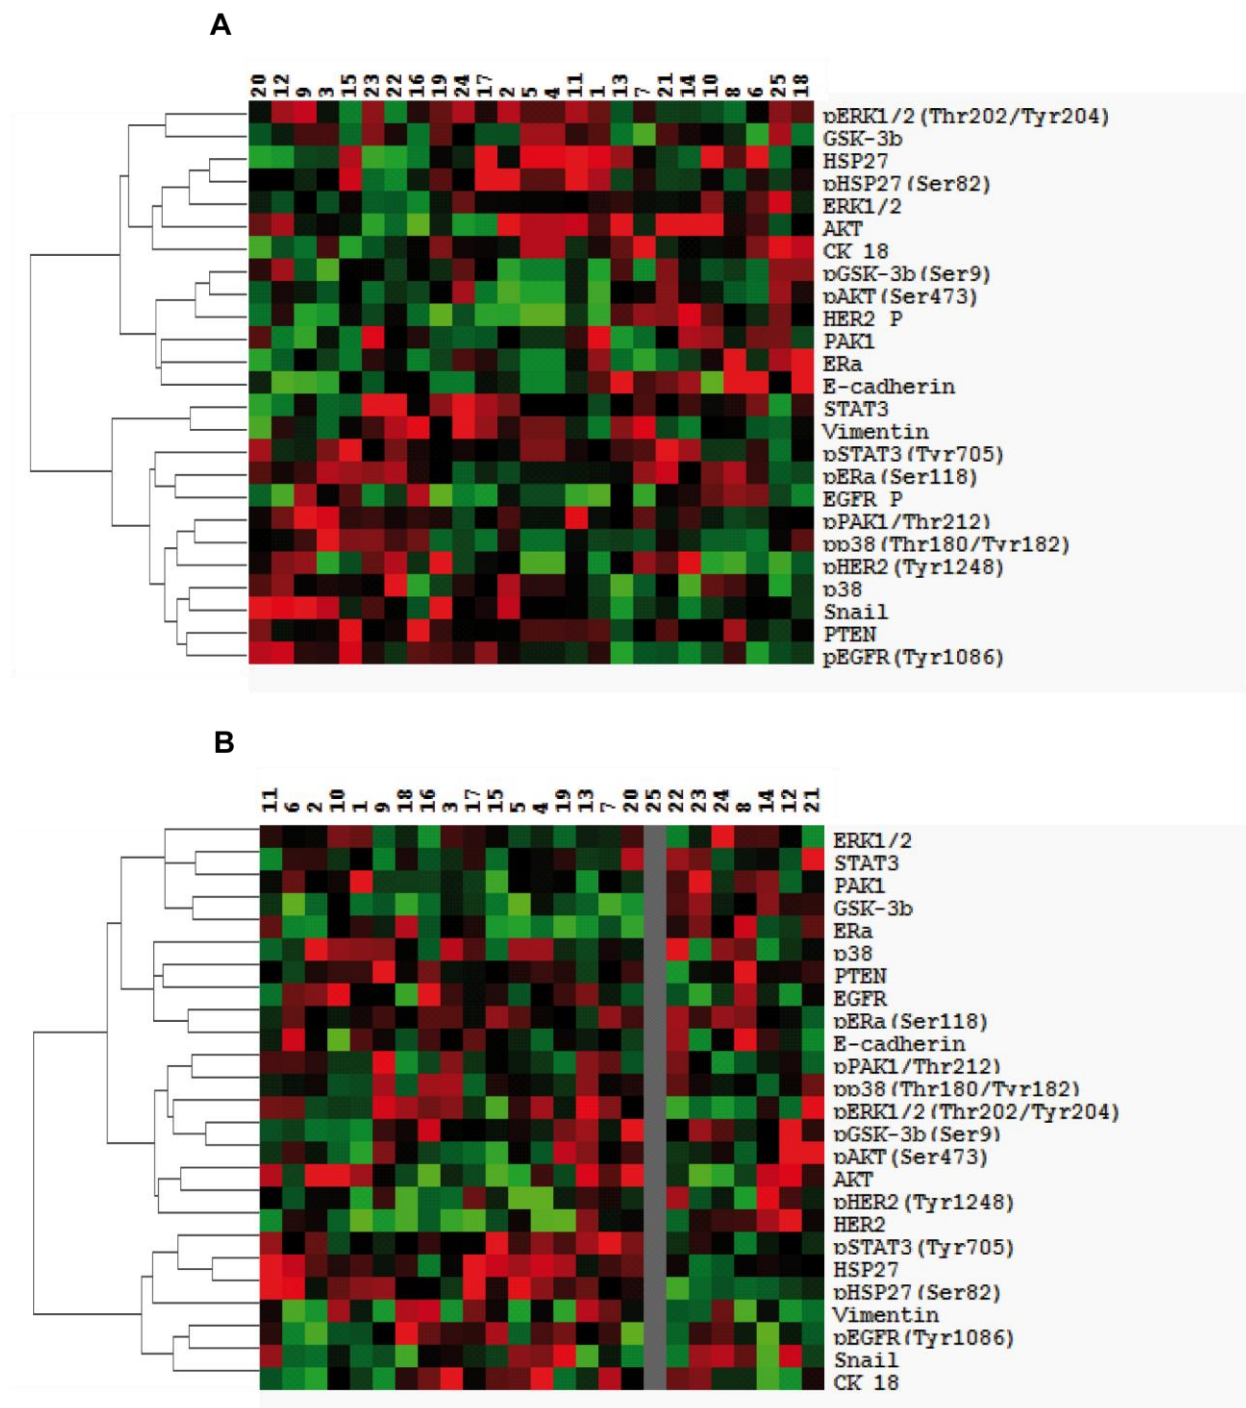 A
20 12 9 3 15 23 22 16 19 24 17 2 5 4 11 1 13 7 21 14 10 8 6 25 18
pERK1/2(Thr202/Tyr204)
GSK-3b
HSP27
pHSP27(Ser82)
ERK1/2
AKT
CK 18
pGSK-3b(Ser9)
pAKT(Ser473)
HER2 P
PAK1
ERa
E-cadherin
STAT3
Vimentin
pSTAT3(Tyr705)
pERa(Ser118)
EGFR P
pPAK1/Thr212)
pp38(Thr180/Tyr182)
pHER2(Tyr1248)
p38
Snail
PTEN
pEGFR(Tyr1086)
B
11 6 2 10 1 9 18 16 3 17 15 5 4 19 13 7 20 25 22 23 24 8 14 12 21
ERK1/2
STAT3
PAK1
GSK-3b
ERa
p38
PTEN
EGFR
pERa(Ser118)
E-cadherin
pPAK1/Thr212)
pp38(Thr180/Tyr182)
pERK1/2(Thr202/Tyr204)
pGSK-3b(Ser9)
pAKT(Ser473)
AKT
pHER2(Tyr1248)
HER2
pSTAT3(Tyr705)
HSP27
pHSP27(Ser82)
Vimentin
pEGFR(Tyr1086)
Snail
CK 18